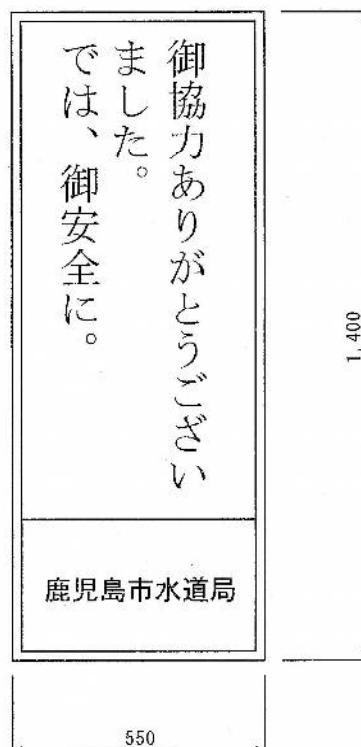 御協力ありがとうござい
ました。
では、御安全に。
鹿児島市水道局
1,400
550